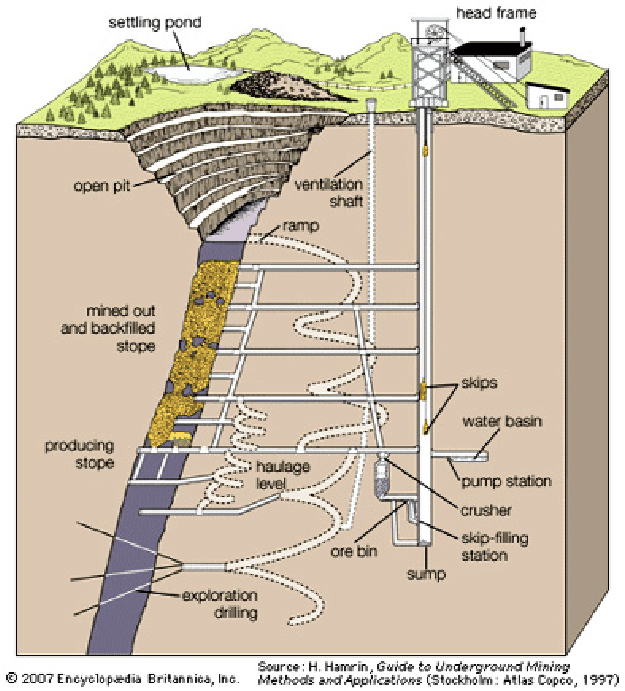 settling pond
head frame
open pit
ventilation
shaft
ramp
mined out
and backfilled
stope
skips
water basin
producing
stope
haulage
level
pump station
crusher
ore bin
skip-filling
station
sump
exploration
drilling
© 2007 Encyclopædia Britannica, Inc.
Source: H. Hamrin, Guide to Underground Mining
Methods and Applications (Stockholm: Atlas Copco, 1997)